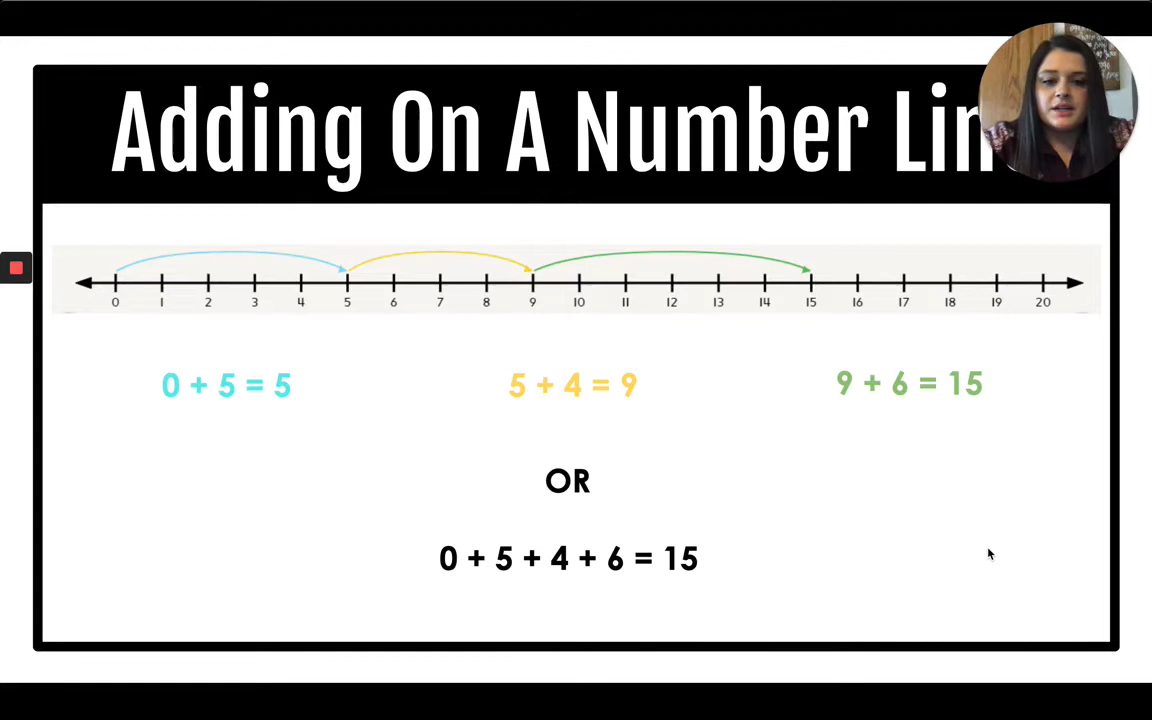 Adding On A Number Lin
0 1 2 3 4 5 6 7 8 9 10 11 12 13 14 15 16 17 18 19 20
0 + 5 = 5 5 + 4 = 9 9 + 6 = 15
OR
0 + 5 + 4 + 6 = 15